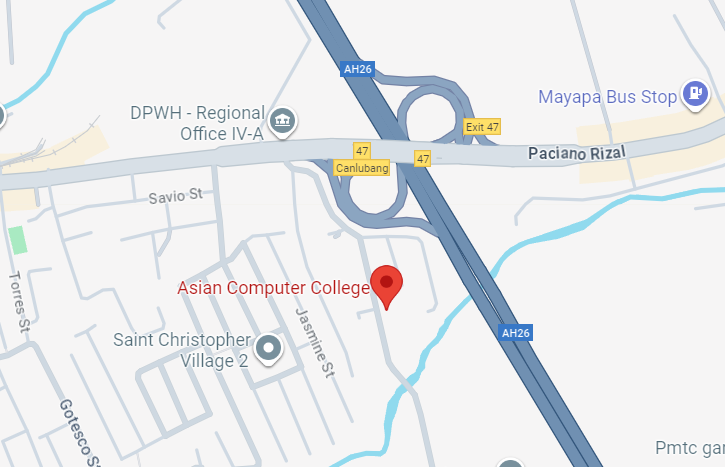 AH26
Mayapa Bus Stop
DPWH - Regional
Office IV-A
Exit 47
47
47
Canlubang
Paciano Rizal
Savio St
Torres St
Asian Computer College
Jasmine St
Saint Christopher
Village 2
AH26
Gotesco S
Pmtc gar